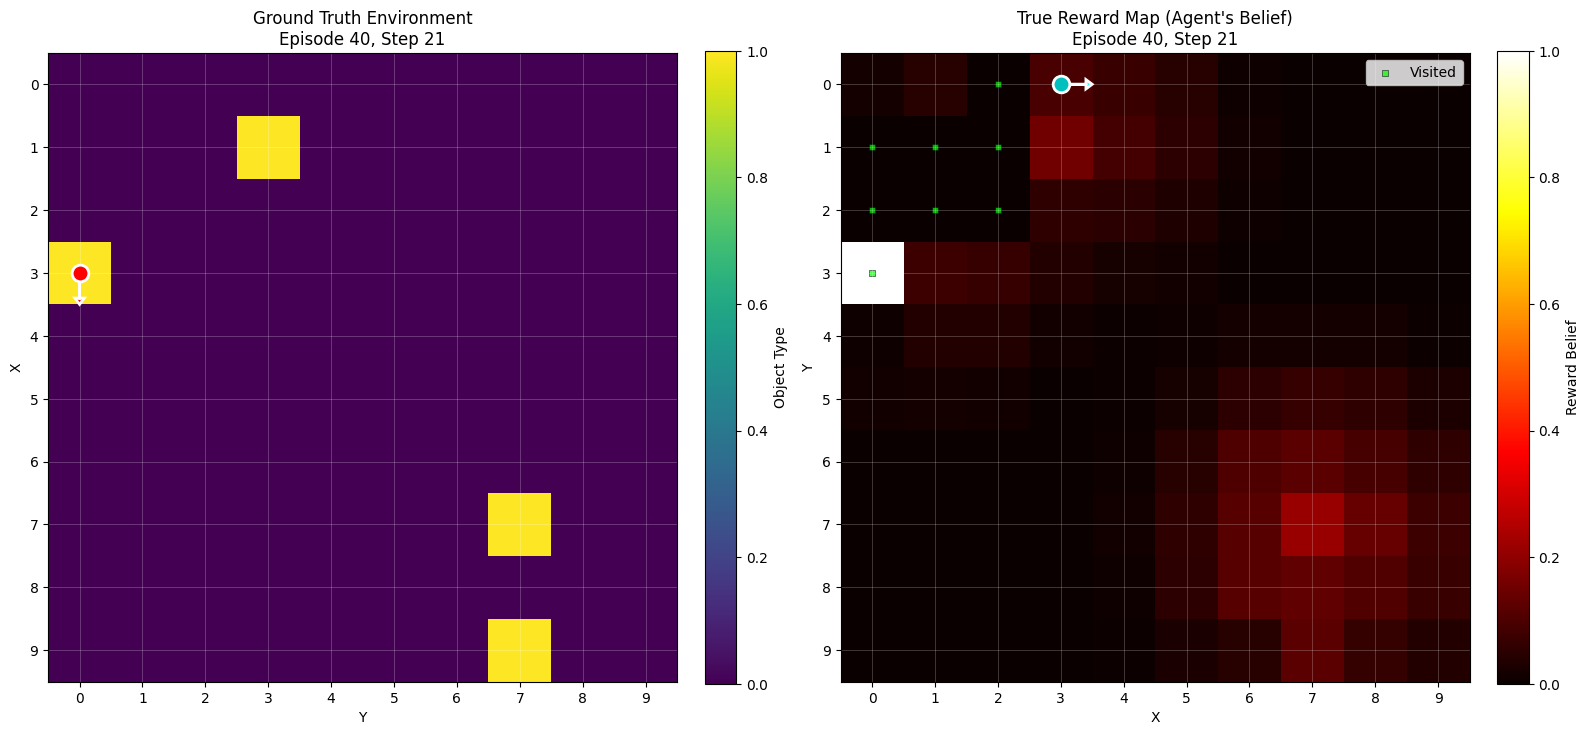 Ground Truth Environment
Episode 40, Step 21
0
1
2
3
4
5
6
7
8
9
X
0 1 2 3 4 5 6 7 8 9
Y
1.0
0.8
0.6
0.4
0.2
0.0
Object Type
True Reward Map (Agent's Belief)
Episode 40, Step 21
Visited
0
1
2
3
4
5
6
7
8
9
Y
0 1 2 3 4 5 6 7 8 9
X
1.0
0.8
0.6
0.4
0.2
0.0
Reward Belief